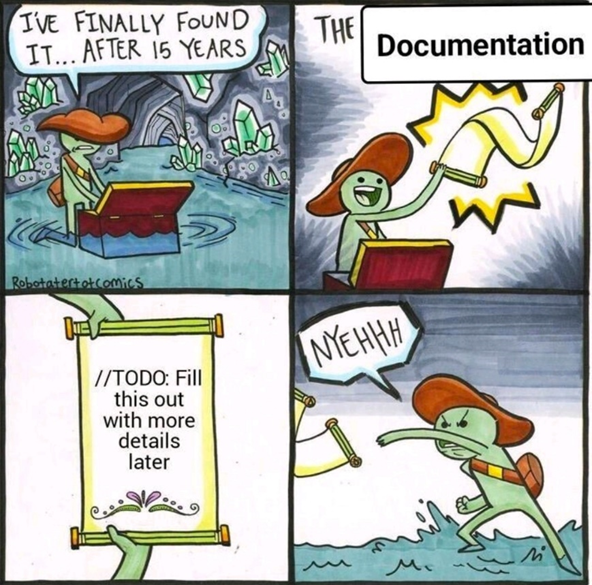 I'VE FINALLY FOUND
IT... AFTER 15 YEARS
THE
Documentation
Robotatertotcomics
//TODO: Fill
this out
with more
details
later
NYEHHH